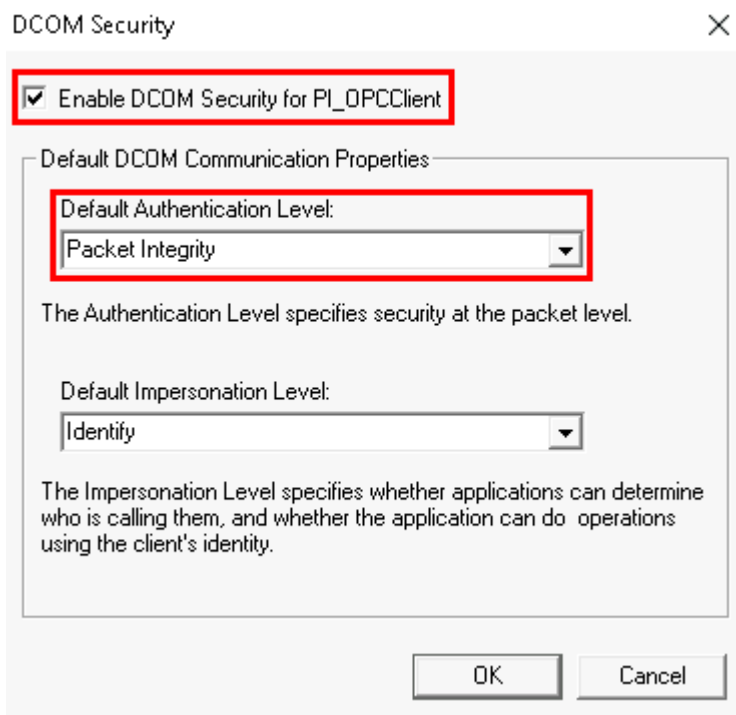 DCOM Security
Enable DCOM Security for PI_OPCClient
Default DCOM Communication Properties
Default Authentication Level:
Packet Integrity
The Authentication Level specifies security at the packet level.
Default Impersonation Level:
Identify
The Impersonation Level specifies whether applications can determine
who is calling them, and whether the application can do  operations
using the client's identity.
OK
Cancel